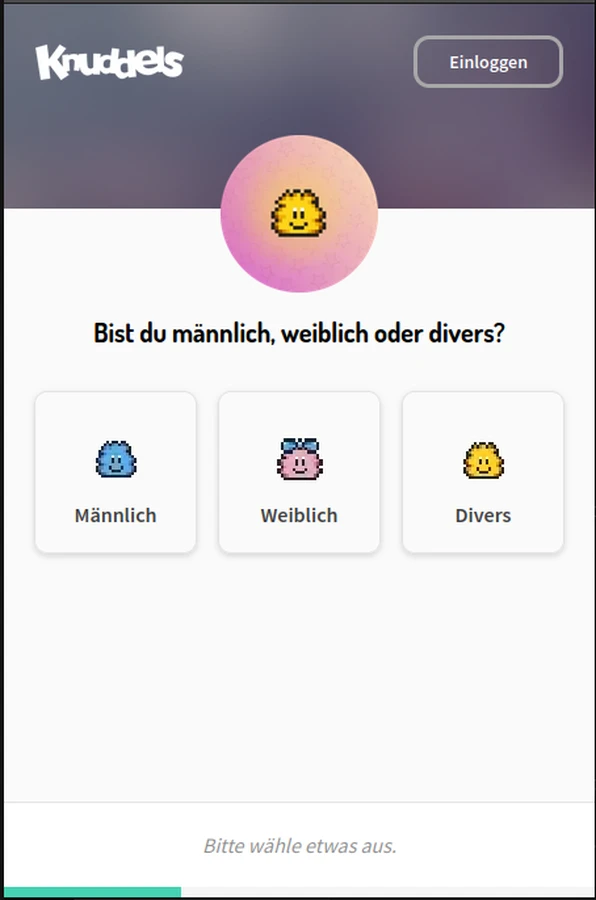 Knuddels
Einloggen
Bist du männlich, weiblich oder divers?
Männlich
Weiblich
Divers
Bitte wähle etwas aus.